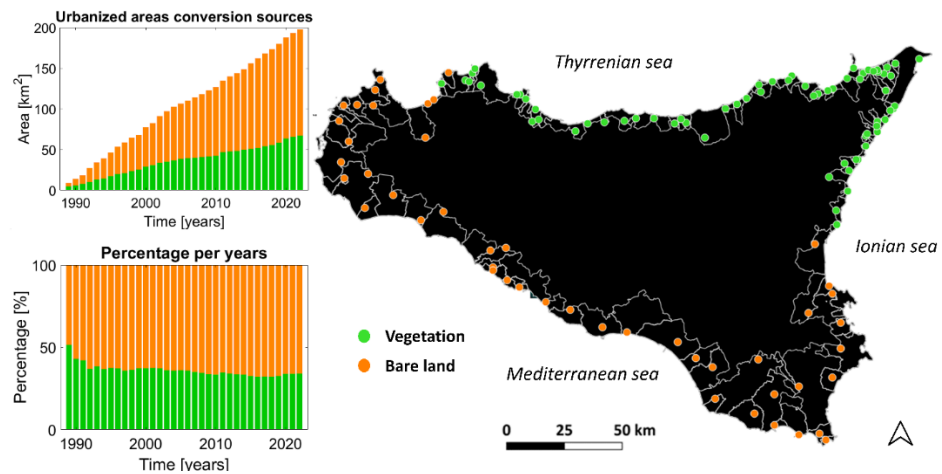 Urbanized areas conversion sources
200
150
100
50
0
Area [km²]
1990 2000 2010 2020
Time [years]
Percentage per years
100
50
0
Percentage [%]
1990 2000 2010 2020
Time [years]
Thyrrenian sea
Ionian sea
Vegetation
Bare land
Mediterranean sea
0 25 50 km